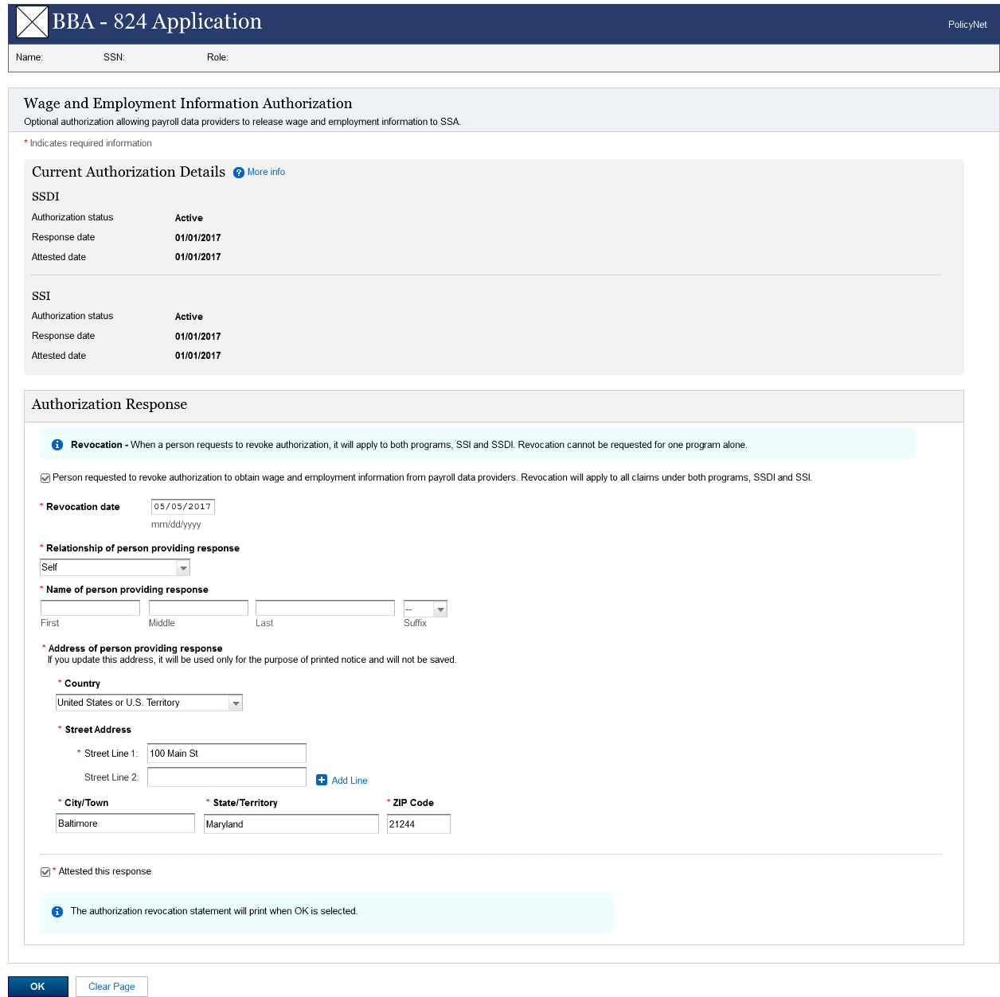 BBA - 824 Application
PolicyNet
Name: SSN: Role:
Wage and Employment Information Authorization
Optional authorization allowing payroll data providers to release wage and employment information to SSA.
* Indicates required information
Current Authorization Details ? More info
SSDI
Authorization status Active
Response date 01/01/2017
Attested date 01/01/2017
SSI
Authorization status Active
Response date 01/01/2017
Attested date 01/01/2017
Authorization Response
i Revocation - When a person requests to revoke authorization, it will apply to both programs, SSI and SSDI. Revocation cannot be requested for one program alone.
Person requested to revoke authorization to obtain wage and employment information from payroll data providers. Revocation will apply to all claims under both programs, SSDI and SSI.
* Revocation date 05/05/2017
mm/dd/yyyy
* Relationship of person providing response
Self
* Name of person providing response
--
First Middle Last Suffix
* Address of person providing response
If you update this address, it will be used only for the purpose of printed notice and will not be saved.
* Country
United States or U.S. Territory
* Street Address
* Street Line 1: 100 Main St
Street Line 2: + Add Line
* City/Town * State/Territory * ZIP Code
Baltimore Maryland 21244
* Attested this response
i The authorization revocation statement will print when OK is selected.
OK Clear Page